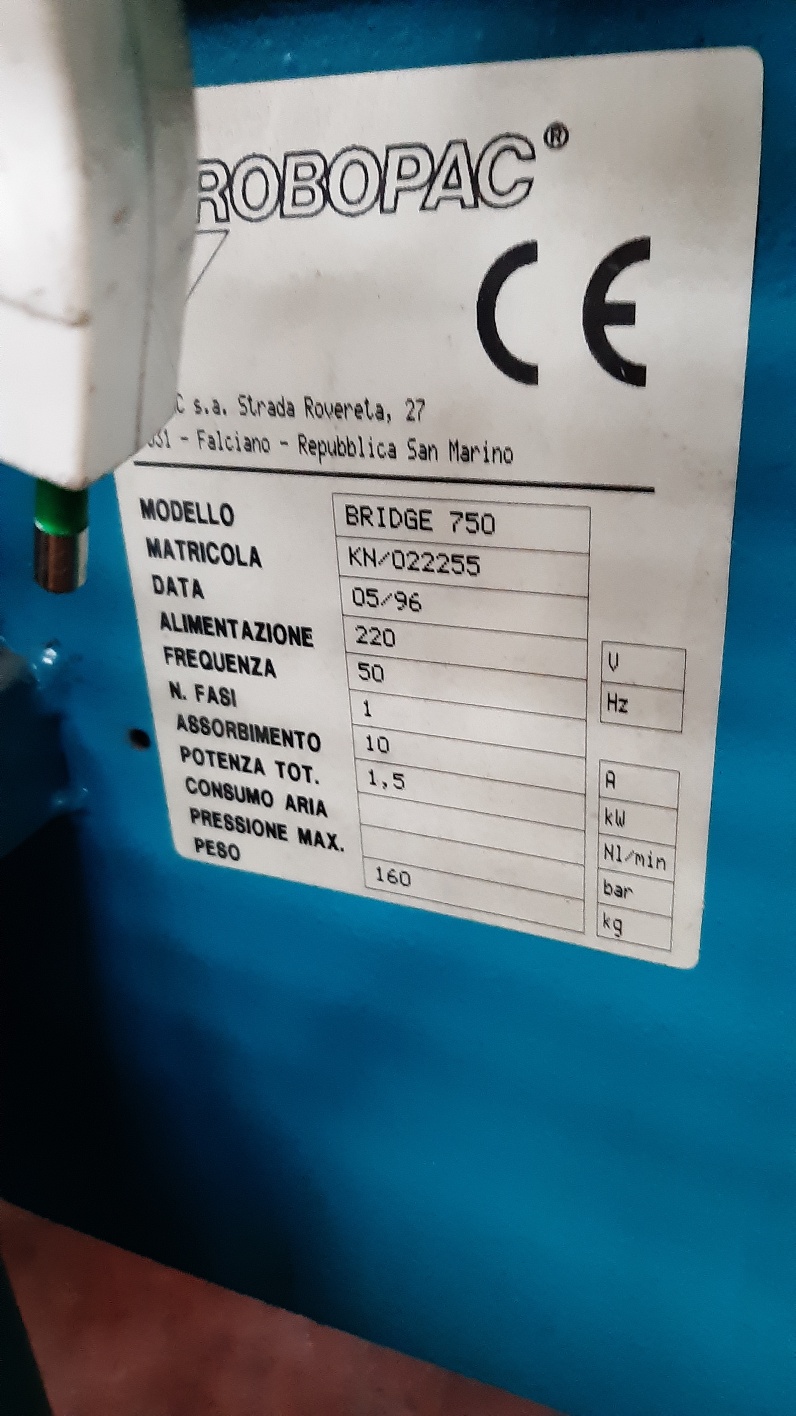 ROBOPAC®
CE
s.a. Strada Rovereta, 27
- Falciano - Repubblica San Marino
MODELLO BRIDGE 750
MATRICOLA KN/022255
DATA 05/96
ALIMENTAZIONE 220 V
FREQUENZA 50 Hz
N. FASI 1
ASSORBIMENTO 10 A
POTENZA TOT. 1,5 kW
CONSUMO ARIA Nl/min
PRESSIONE MAX. bar
PESO 160 kg